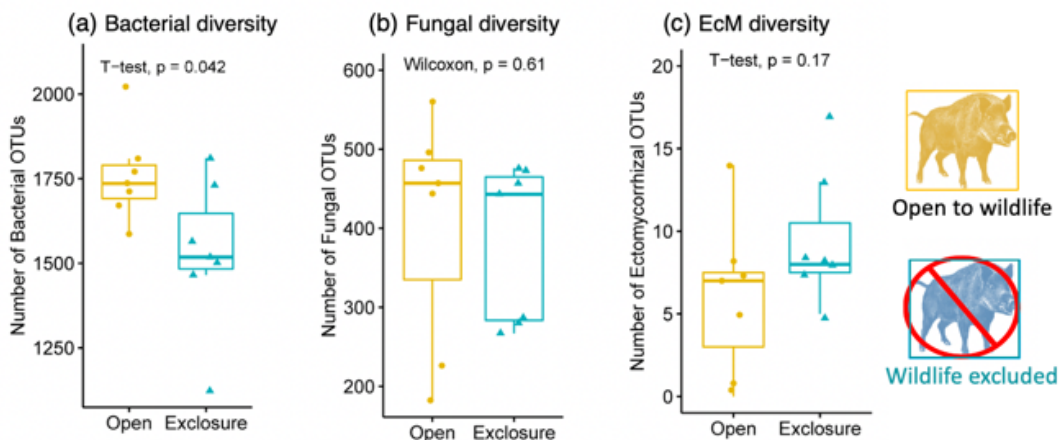 (a) Bacterial diversity
T-test, p = 0.042
Number of Bacterial OTUs
2000
1750
1500
1250
Open Exclosure
(b) Fungal diversity
Wilcoxon, p = 0.61
Number of Fungal OTUs
600
500
400
300
200
Open Exclosure
(c) EcM diversity
T-test, p = 0.17
Number of Ectomycorrhizal OTUs
20
15
10
5
0
Open Exclosure
Open to wildlife
Wildlife excluded